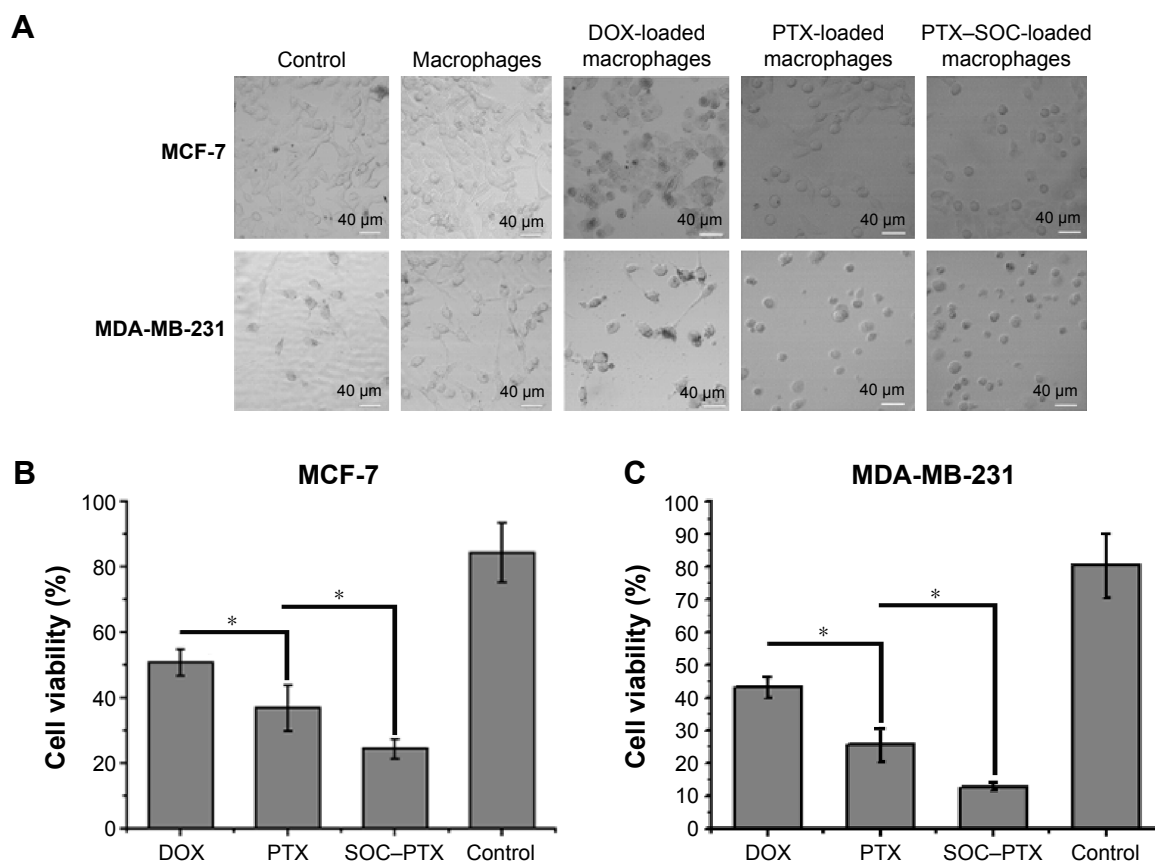 A
Control
Macrophages
DOX-loaded
macrophages
PTX-loaded
macrophages
PTX–SOC-loaded
macrophages
MCF-7
40 µm
40 µm
40 µm
40 µm
40 µm
MDA-MB-231
40 µm
40 µm
40 µm
40 µm
40 µm
B
MCF-7
Cell viability (%)
100
80
60
40
20
0
*
*
DOX
PTX
SOC–PTX
Control
C
MDA-MB-231
Cell viability (%)
100
90
80
70
60
50
40
30
20
10
0
*
*
DOX
PTX
SOC–PTX
Control